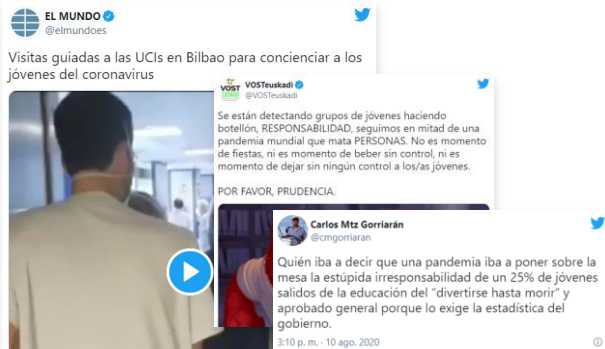 EL MUNDO
@elmundoes
Visitas guiadas a las UCIs en Bilbao para concienciar a los
jóvenes del coronavirus
VOST
VOSTeuskadi
@VOSTeuskadi
Se están detectando grupos de jóvenes haciendo
botellón, RESPONSABILIDAD, seguimos en mitad de una
pandemia mundial que mata PERSONAS. No es momento
de fiestas, ni es momento de beber sin control, ni es
momento de dejar sin ningún control a los/as jóvenes.
POR FAVOR, PRUDENCIA.
Carlos Mtz Gorriarán
@cmgorriaran
Quién iba a decir que una pandemia iba a poner sobre la
mesa la estúpida irresponsabilidad de un 25% de jóvenes
salidos de la educación del "divertirse hasta morir" y
aprobado general porque lo exige la estadística del
gobierno.
3:10 p. m. · 10 ago. 2020